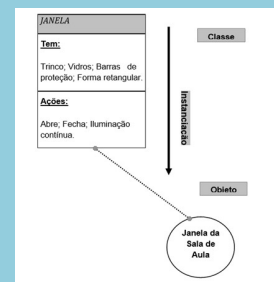 JANELA
Tem:
Trinco; Vidros; Barras de
proteção; Forma retangular.
Ações:
Abre; Fecha; Iluminação
contínua.
Classe
Instanciação
Objeto
Janela da
Sala de
Aula